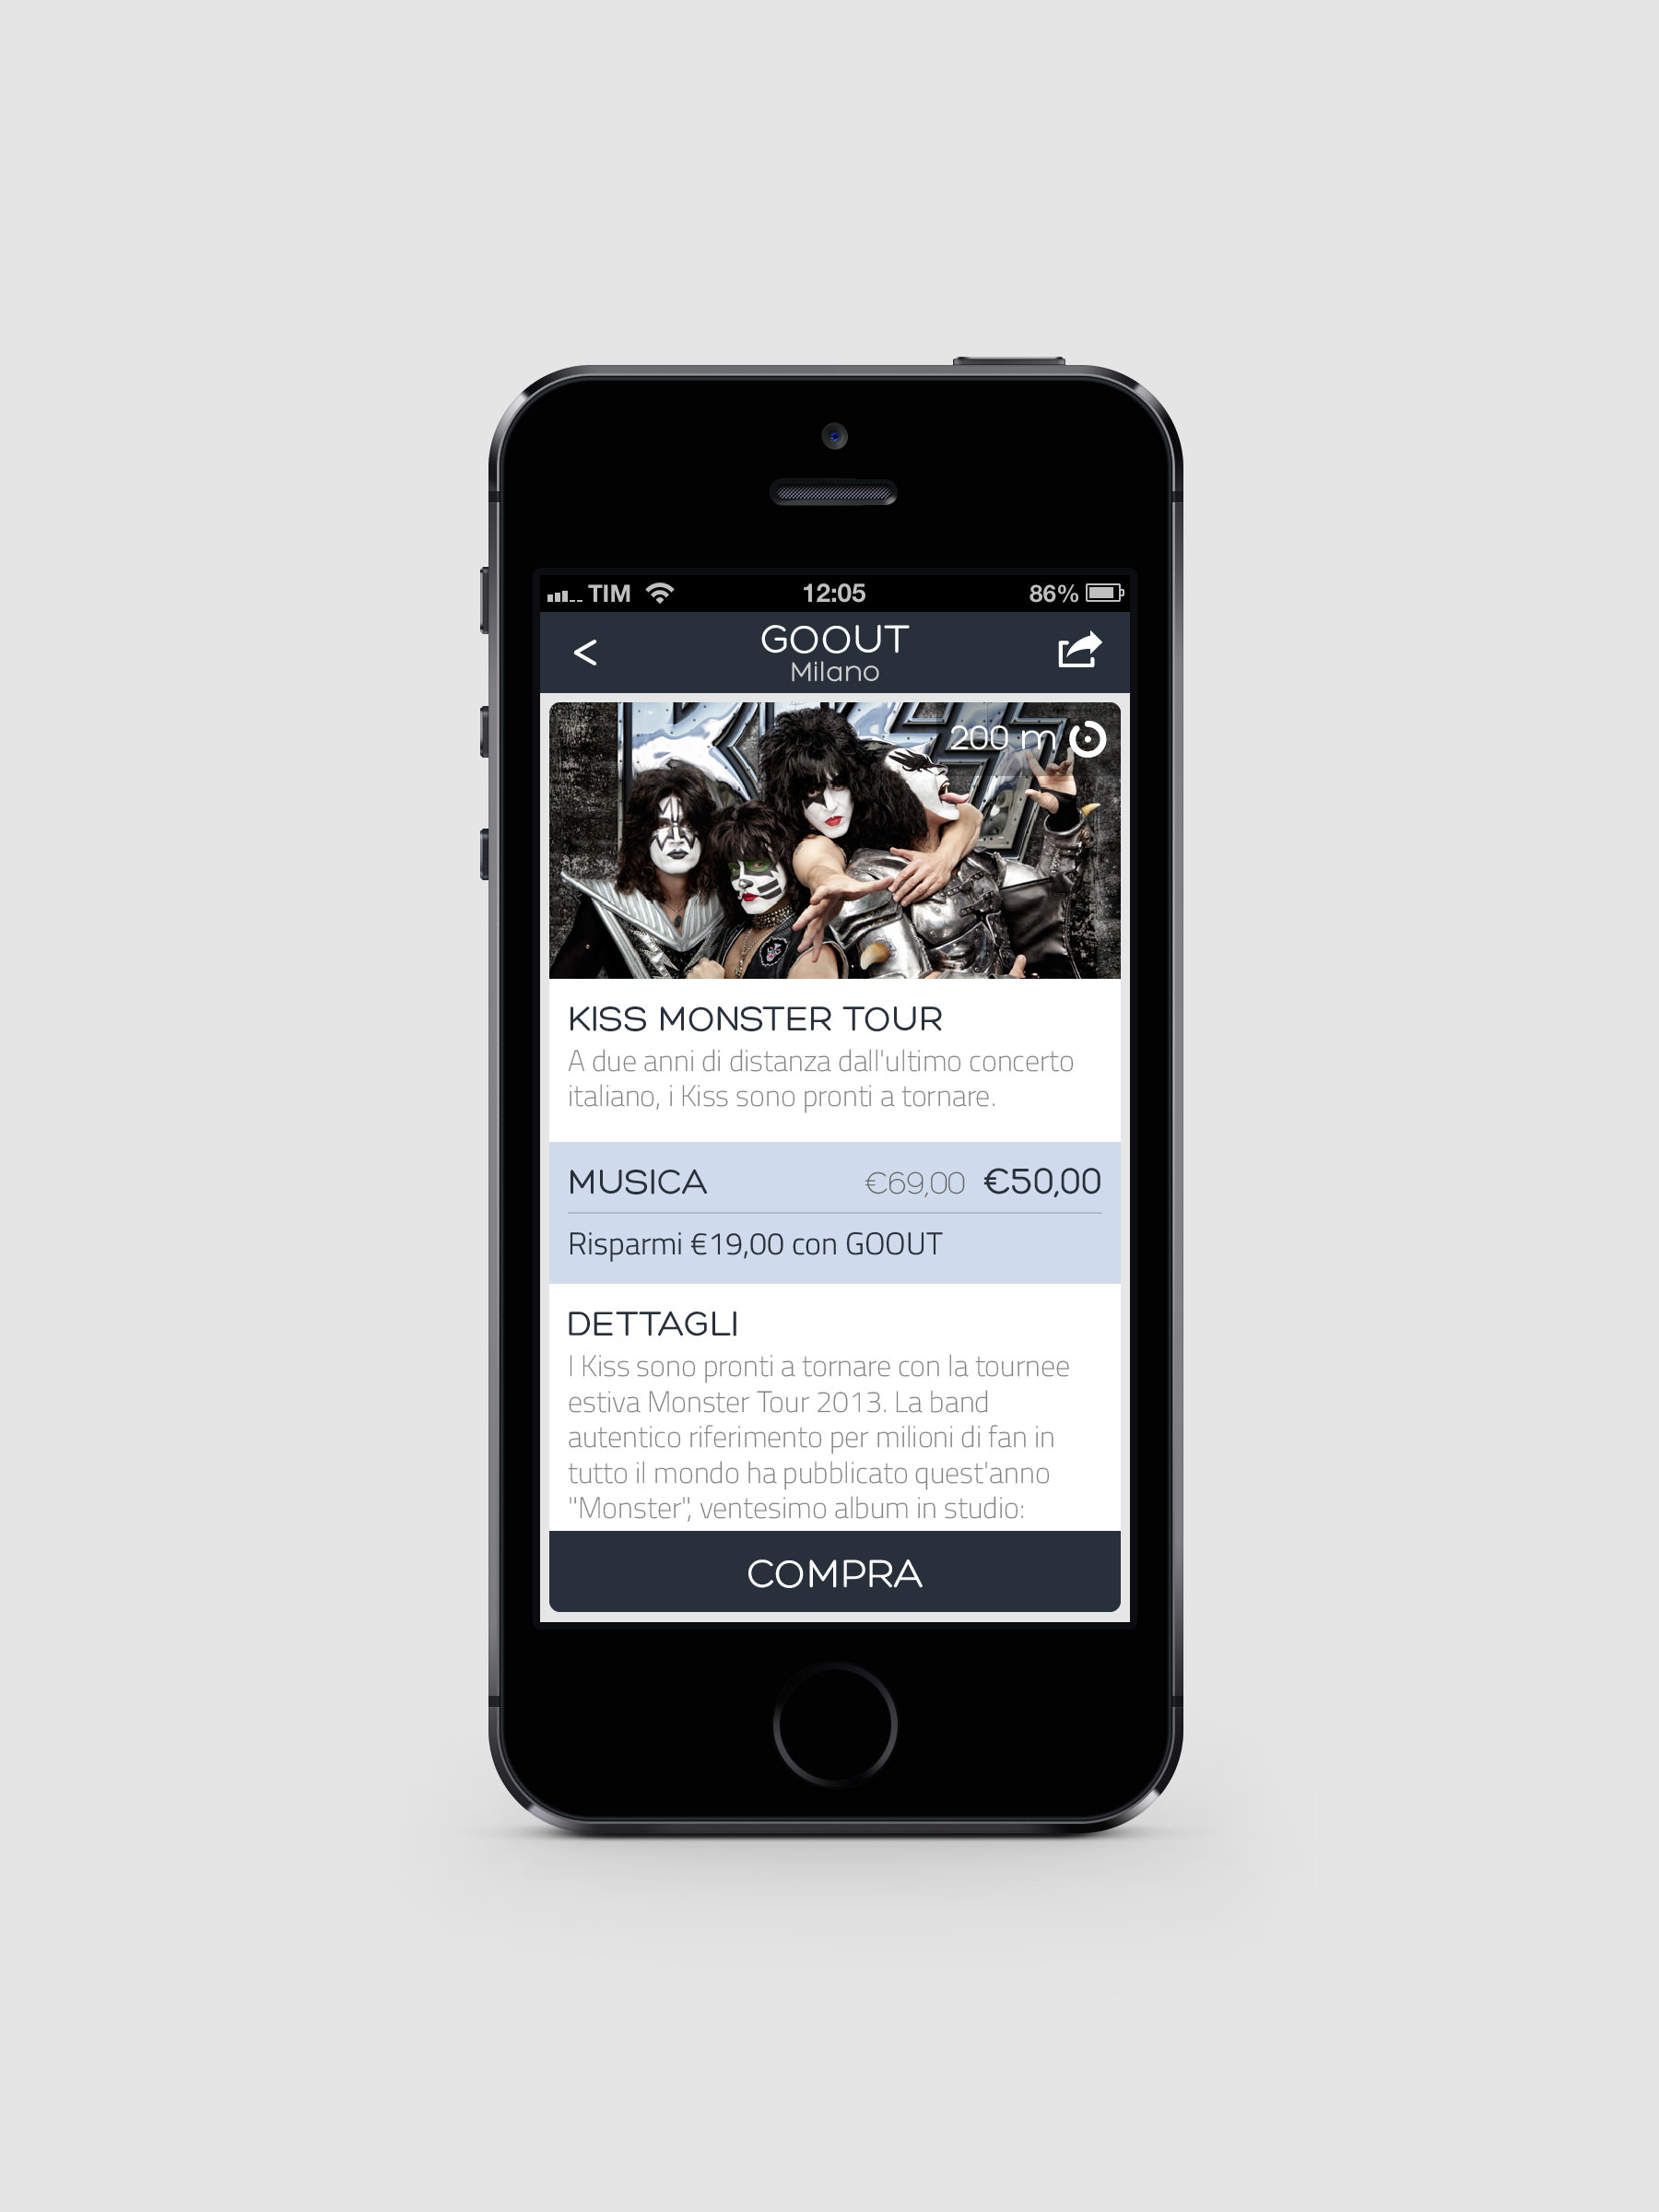 TIM 12:05 86%
<
GOOUT
Milano
KISS
200 m
KISS MONSTER TOUR
A due anni di distanza dall'ultimo concerto
italiano, i Kiss sono pronti a tornare.
MUSICA €69,00 €50,00
Risparmi €19,00 con GOOUT
DETTAGLI
I Kiss sono pronti a tornare con la tournee
estiva Monster Tour 2013. La band
autentico riferimento per milioni di fan in
tutto il mondo ha pubblicato quest'anno
"Monster", ventesimo album in studio:
COMPRA